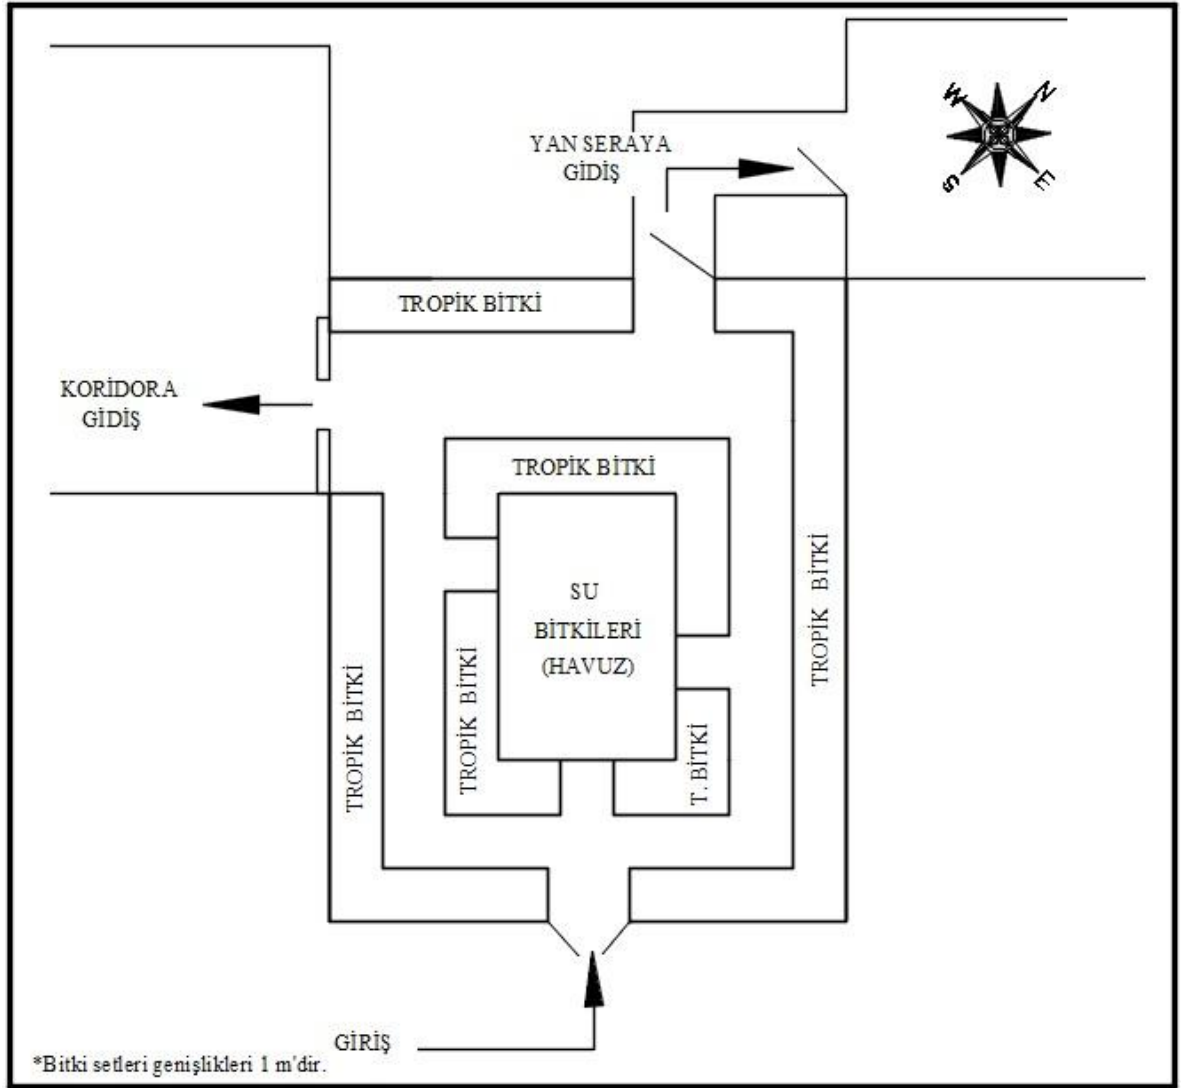 YAN SERAYA
GİDİŞ
W
N
S
E
TROPİK BİTKİ
KORİDORA
GİDİŞ
TROPİK BİTKİ
SU
BİTKİLERİ
(HAVUZ)
TROPİK BİTKİ
TROPİK BİTKİ
T. BİTKİ
TROPİK BİTKİ
GİRİŞ
*Bitki setleri genişlikleri 1 m'dir.